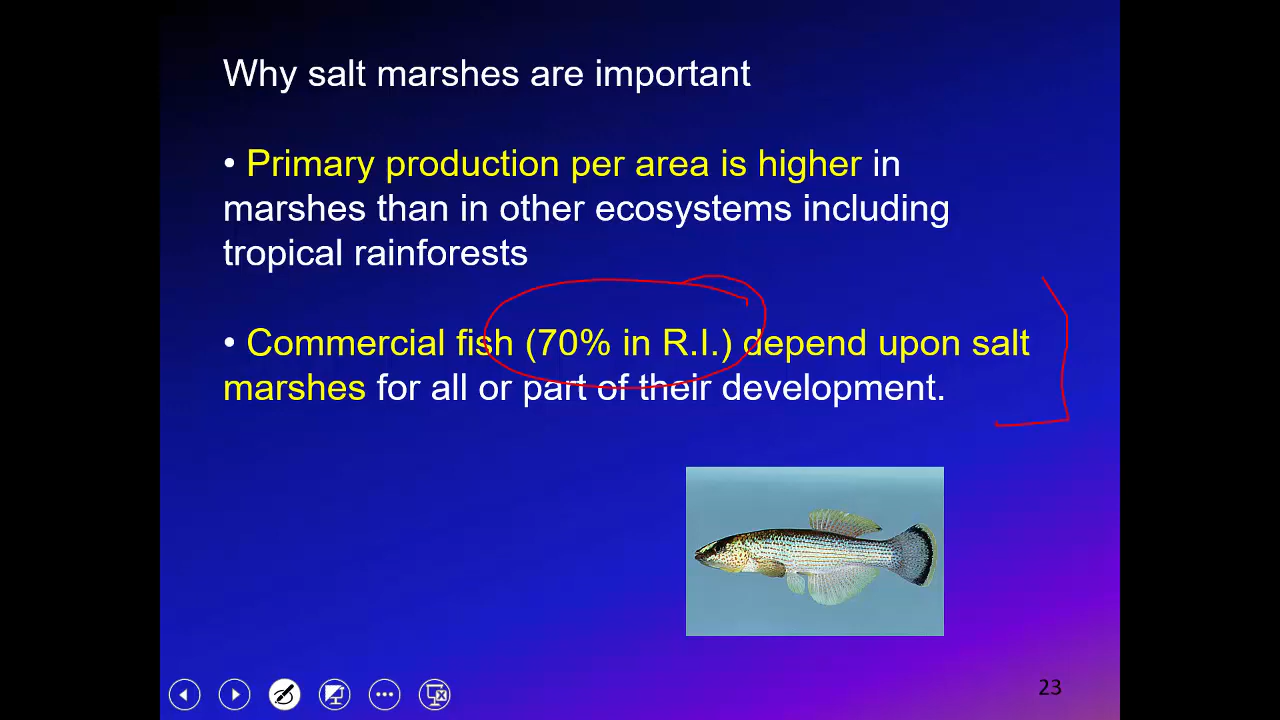 Why salt marshes are important
• Primary production per area is higher in
marshes than in other ecosystems including
tropical rainforests
• Commercial fish (70% in R.I.) depend upon salt
marshes for all or part of their development.
23